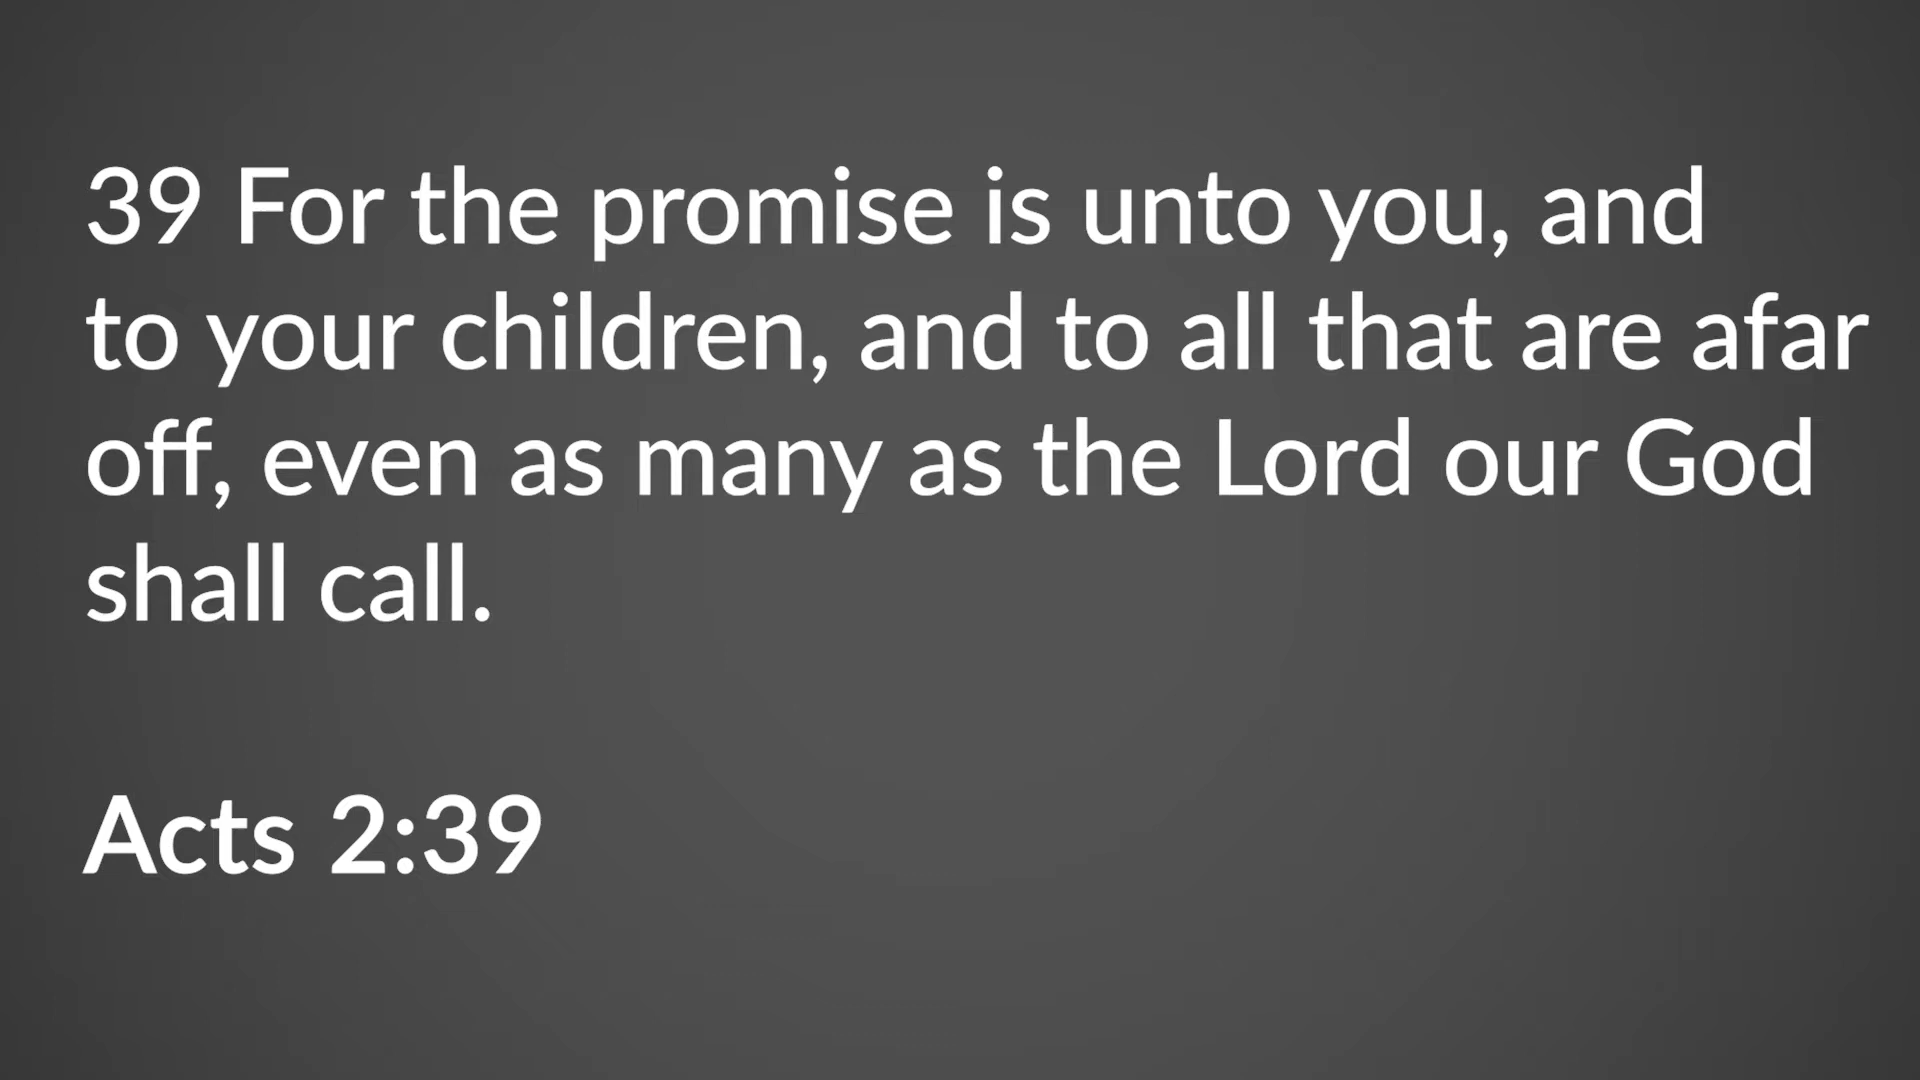 39 For the promise is unto you, and
to your children, and to all that are afar
off, even as many as the Lord our God
shall call.
Acts 2:39